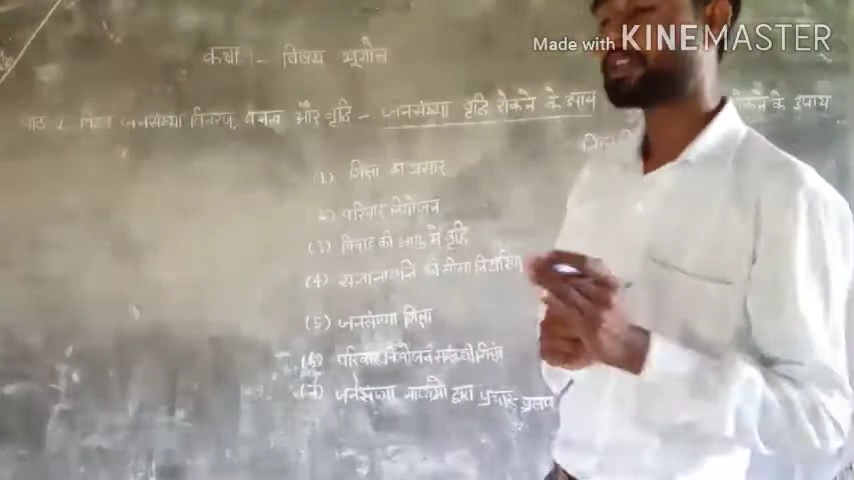 Made with KINEMASTER
कक्षा - विषय भूगोल
पाठ 2 विश्व जनसंख्या वितरण, घनत्व और वृद्धि - जनसंख्या वृद्धि रोकने के उपाय
रोकने के उपाय
(1) शिक्षा का प्रसार
2) परिवार नियोजन
(3) विवाह की आयु में वृद्धि
(4) सन्तानोत्पत्ति की सीमा निर्धारण
(5) जनसंख्या शिक्षा
(6) परिवार नियोजन सम्बन्धी शिक्षा
(7) जनसंख्या माध्यमों द्वारा प्रचार-प्रसार